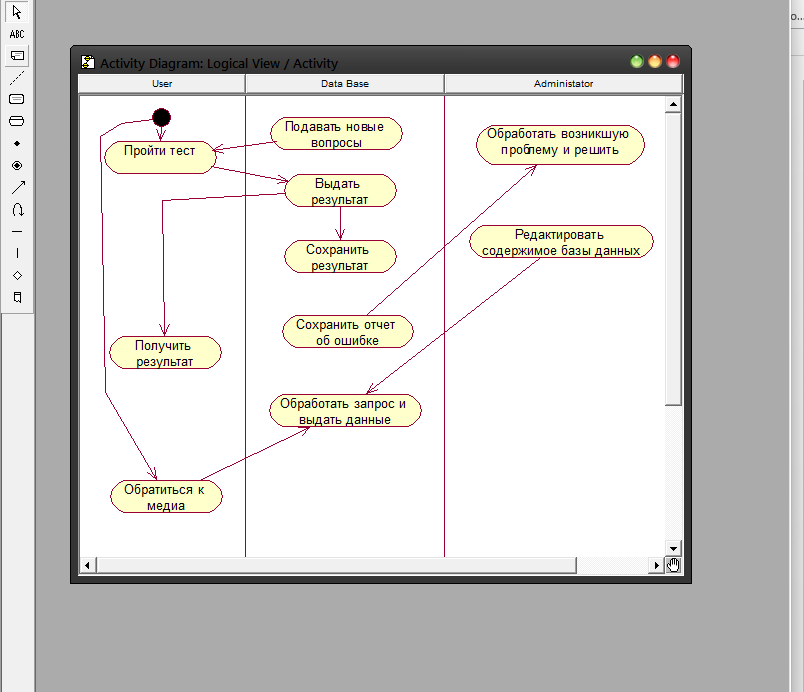 ABC
o...
Activity Diagram: Logical View / Activity
User
Data Base
Administator
Подавать новые
вопросы
Обработать возникшую
проблему и решить
Пройти тест
Выдать
результат
Редактировать
содержимое базы данных
Сохранить
результат
Сохранить отчет
об ошибке
Получить
результат
Обработать запрос и
выдать данные
Обратиться к
медиа